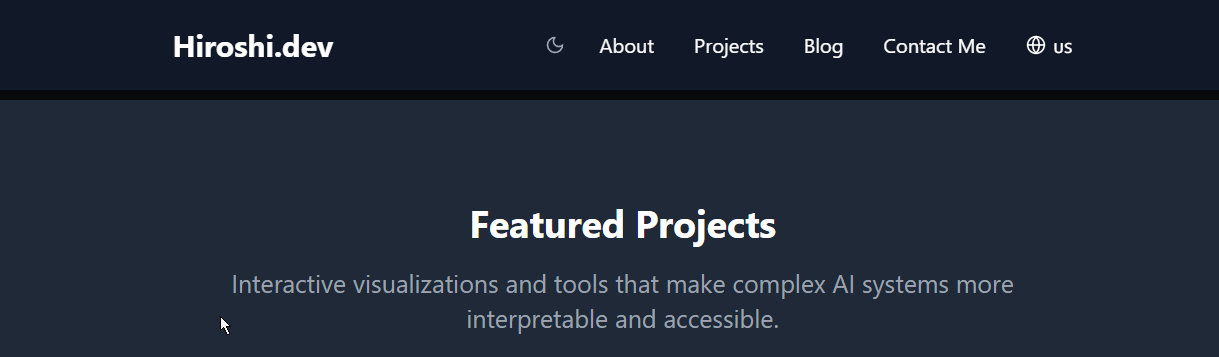 Hiroshi.dev
About Projects Blog Contact Me us
Featured Projects
Interactive visualizations and tools that make complex AI systems more
interpretable and accessible.